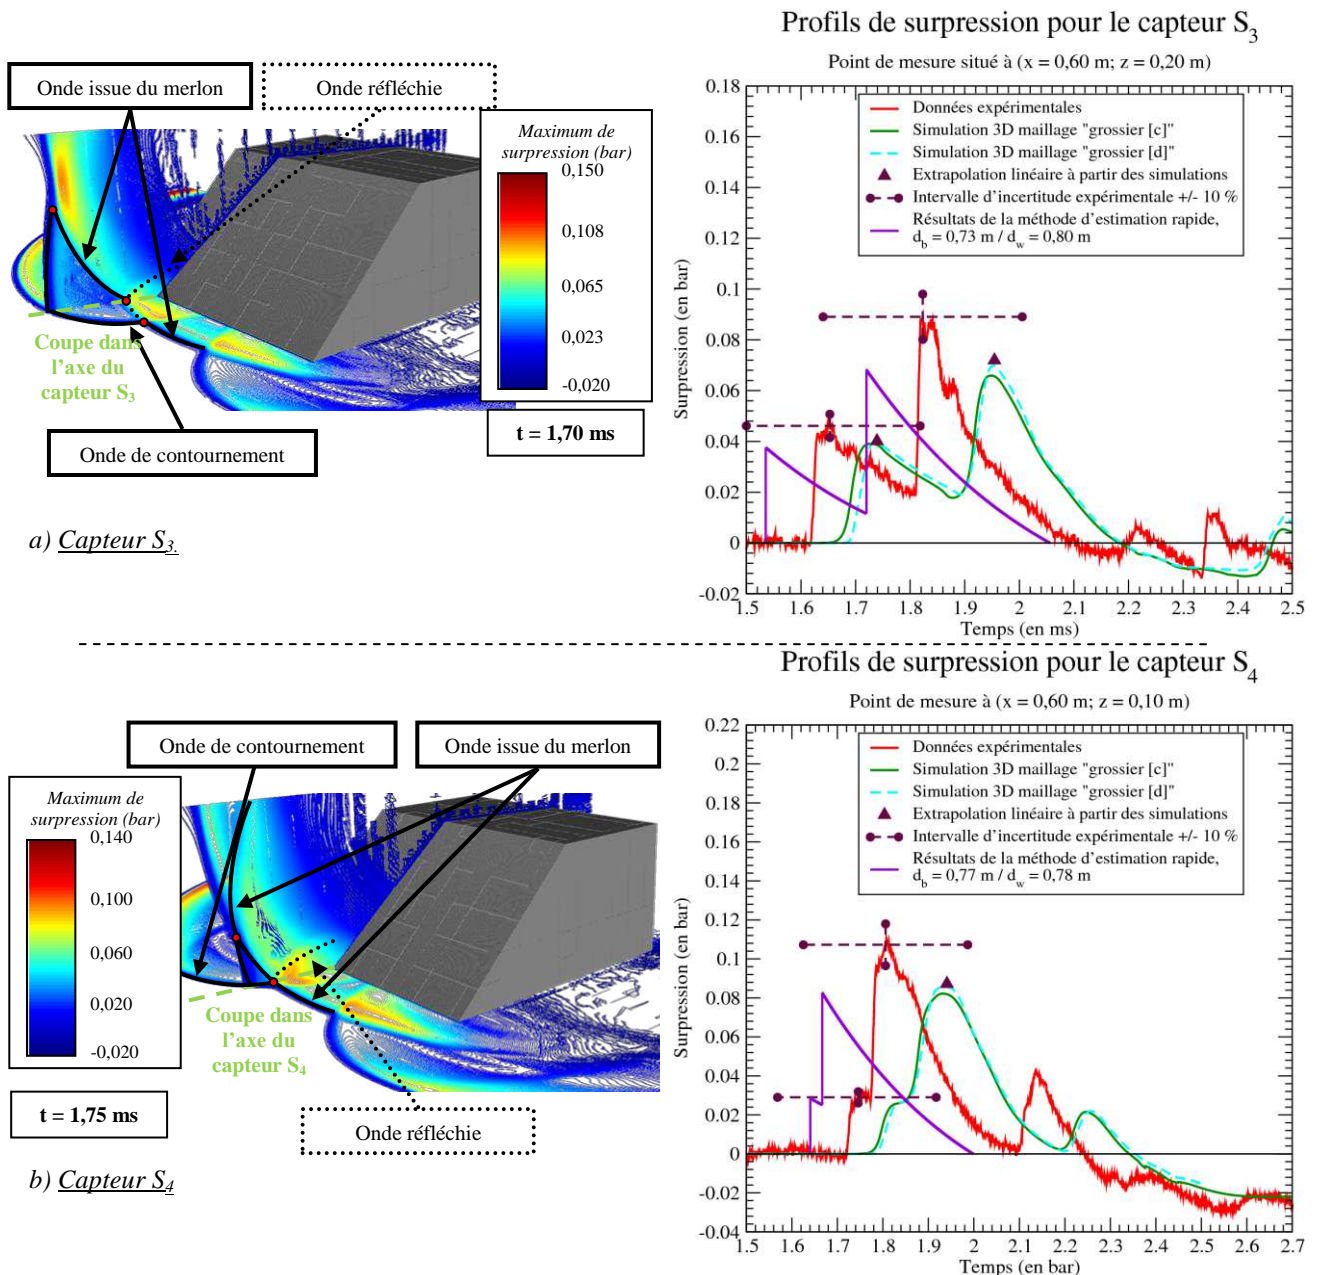 Profils de surpression pour le capteur S3
Point de mesure situé à (x = 0,60 m; z = 0,20 m)
Onde issue du merlon
Onde réfléchie
Maximum de
surpression (bar)
0,150
0,108
0,065
0,023
-0,020
t = 1,70 ms
Coupe dans
l'axe du
capteur S3
Onde de contournement
a) Capteur S3.
Surpression (en bar)
0.18
0.16
0.14
0.12
0.1
0.08
0.06
0.04
0.02
0
-0.02
Données expérimentales
Simulation 3D maillage "grossier [c]"
Simulation 3D maillage "grossier [d]"
Extrapolation linéaire à partir des simulations
Intervalle d'incertitude expérimentale +/- 10 %
Résultats de la méthode d'estimation rapide,
db = 0,73 m / dw = 0,80 m
1.5 1.6 1.7 1.8 1.9 2 2.1 2.2 2.3 2.4 2.5
Temps (en ms)
Profils de surpression pour le capteur S4
Point de mesure à (x = 0,60 m; z = 0,10 m)
Onde de contournement
Onde issue du merlon
Maximum de
surpression (bar)
0,140
0,100
0,060
0,020
-0,020
t = 1,75 ms
Coupe dans
l'axe du
capteur S4
Onde réfléchie
b) Capteur S4
Surpression (en bar)
0.22
0.2
0.18
0.16
0.14
0.12
0.1
0.08
0.06
0.04
0.02
0
-0.02
-0.04
Données expérimentales
Simulation 3D maillage "grossier [c]"
Simulation 3D maillage "grossier [d]"
Extrapolation linéaire à partir des simulations
Intervalle d'incertitude expérimentale +/- 10 %
Résultats de la méthode d'estimation rapide,
db = 0,77 m / dw = 0,78 m
1.5 1.6 1.7 1.8 1.9 2 2.1 2.2 2.3 2.4 2.5 2.6 2.7
Temps (en bar)